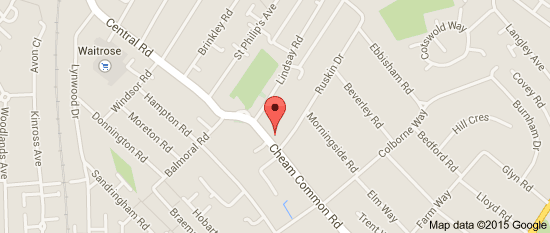 Central Rd
Brinkley Rd
St Philip's Ave
Lindsay Rd
Ruskin Dr
Ebbisham Rd
Cotswold Way
Langley Ave
Covey Rd
Burnham Dr
Avon Cl
Lynwood Dr
Waitrose
Windsor Rd
Hampton Rd
Moreton Rd
Donnington Rd
Balmoral Rd
Sandringham Rd
Woodlands Ave
Kinross Ave
Beverley Rd
Morningside Rd
Colborne Way
Bedford Rd
Hill Cres
Glyn Rd
Lloyd Rd
Farm Way
Elm Way
Trent
Cheam Common Rd
Hobart
Braem
Map data ©2015 Google